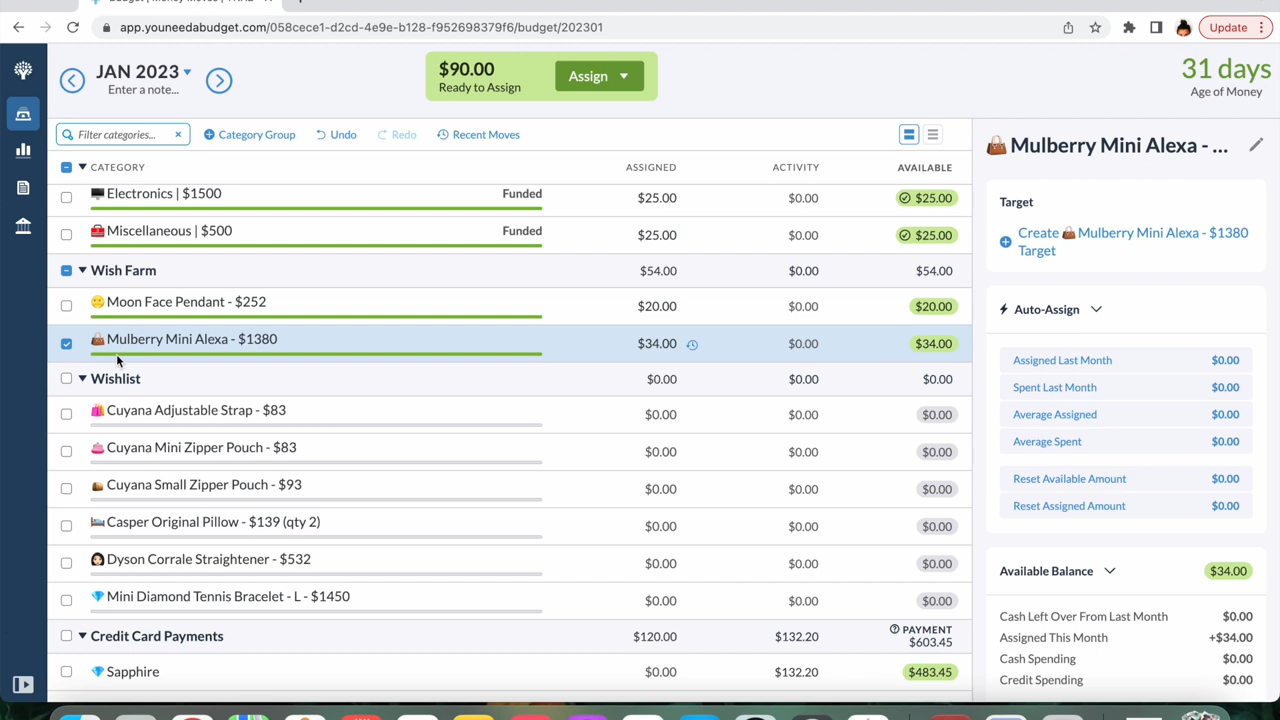 app.youneedabudget.com/058cece1-d2cd-4e9e-b128-f952698379f6/budget/202301
Update
JAN 2023
Enter a note...
$90.00
Ready to Assign
Assign
31 days
Age of Money
Filter categories...
Category Group
Undo
Redo
Recent Moves
CATEGORY
ASSIGNED
ACTIVITY
AVAILABLE
Electronics | $1500 Funded $25.00 $0.00 $25.00
Miscellaneous | $500 Funded $25.00 $0.00 $25.00
Wish Farm $54.00 $0.00 $54.00
Moon Face Pendant - $252 $20.00 $0.00 $20.00
Mulberry Mini Alexa - $1380 $34.00 $0.00 $34.00
Wishlist $0.00 $0.00 $0.00
Cuyana Adjustable Strap - $83 $0.00 $0.00 $0.00
Cuyana Mini Zipper Pouch - $83 $0.00 $0.00 $0.00
Cuyana Small Zipper Pouch - $93 $0.00 $0.00 $0.00
Casper Original Pillow - $139 (qty 2) $0.00 $0.00 $0.00
Dyson Corrale Straightener - $532 $0.00 $0.00 $0.00
Mini Diamond Tennis Bracelet - L - $1450 $0.00 $0.00 $0.00
Credit Card Payments $120.00 $132.20 PAYMENT
$603.45
Sapphire $0.00 $132.20 $483.45
Mulberry Mini Alexa - ...
Target
Create Mulberry Mini Alexa - $1380
Target
Auto-Assign
Assigned Last Month $0.00
Spent Last Month $0.00
Average Assigned $0.00
Average Spent $0.00
Reset Available Amount $0.00
Reset Assigned Amount $0.00
Available Balance $34.00
Cash Left Over From Last Month $0.00
Assigned This Month +$34.00
Cash Spending $0.00
Credit Spending $0.00